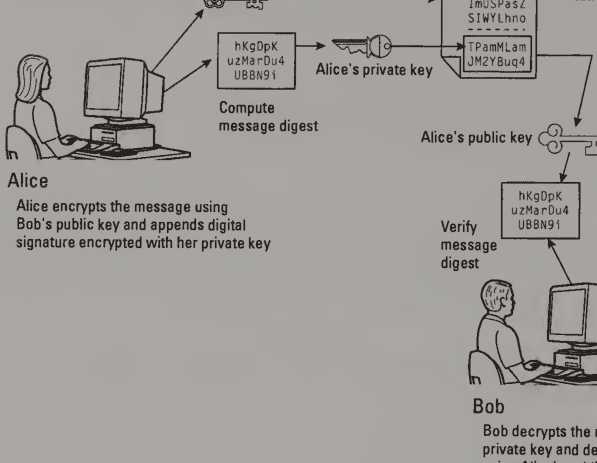 ImUSPasZ
SIWYLhno
hKgDpK
uzMarDu4
UBBN9i
TPamMLam
JM2YBuq4
Alice's private key
Compute
message digest
Alice's public key
Alice
Alice encrypts the message using
Bob's public key and appends digital
signature encrypted with her private key
hKgDpK
uzMarDu4
UBBN9i
Verify
message
digest
Bob
Bob decrypts the
private key and